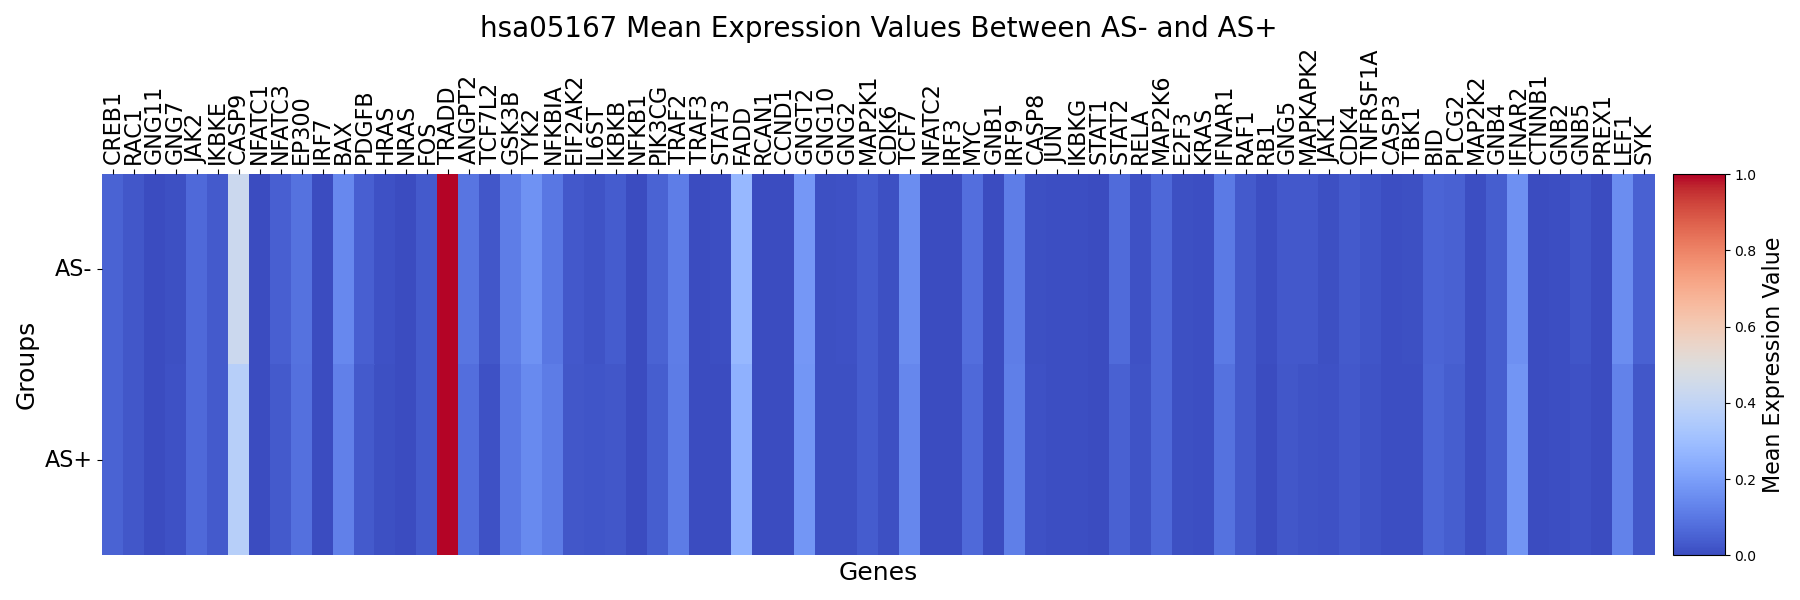 hsa05167 Mean Expression Values Between AS- and AS+
CREB1
RAC1
GNG11
GNG7
JAK2
IKBKE
CASP9
NFATC1
NFATC3
EP300
IRF7
BAX
PDGFB
HRAS
NRAS
FOS
TRADD
ANGPT2
TCF7L2
GSK3B
TYK2
NFKBIA
EIF2AK2
IL6ST
IKBKB
NFKB1
PIK3CG
TRAF2
TRAF3
STAT3
FADD
RCAN1
CCND1
GNGT2
GNG10
GNG2
MAP2K1
CDK6
TCF7
NFATC2
IRF3
MYC
GNB1
IRF9
CASP8
JUN
IKBKG
STAT1
STAT2
RELA
MAP2K6
E2F3
KRAS
IFNAR1
RAF1
RB1
GNG5
MAPKAPK2
JAK1
CDK4
TNFRSF1A
CASP3
TBK1
BID
PLCG2
MAP2K2
GNB4
IFNAR2
CTNNB1
GNB2
GNB5
PREX1
LEF1
SYK
AS-
AS+
Groups
Genes
1.0
0.8
0.6
0.4
0.2
0.0
Mean Expression Value